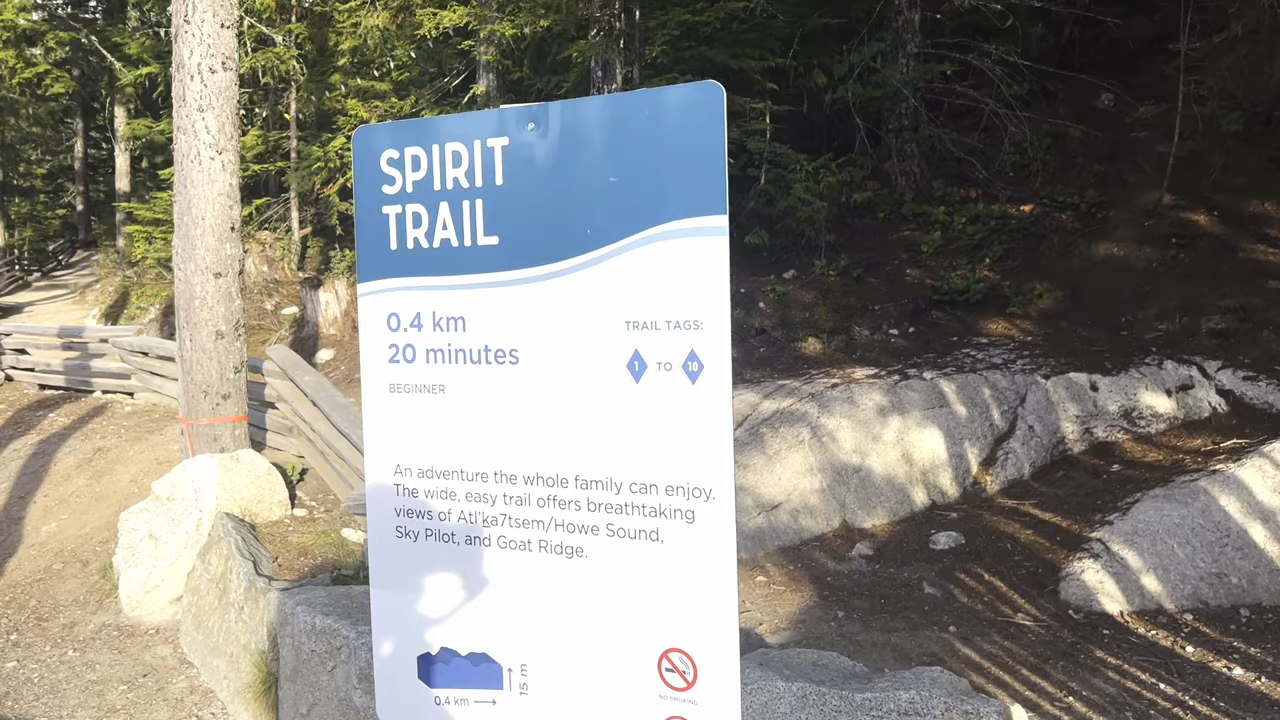 SPIRIT
TRAIL
0.4 km
20 minutes
BEGINNER
TRAIL TAGS:
1 TO 10
An adventure the whole family can enjoy.
The wide, easy trail offers breathtaking
views of Atl'ḵa7tsem/Howe Sound,
Sky Pilot, and Goat Ridge.
15 m
0.4 km
NO SMOKING